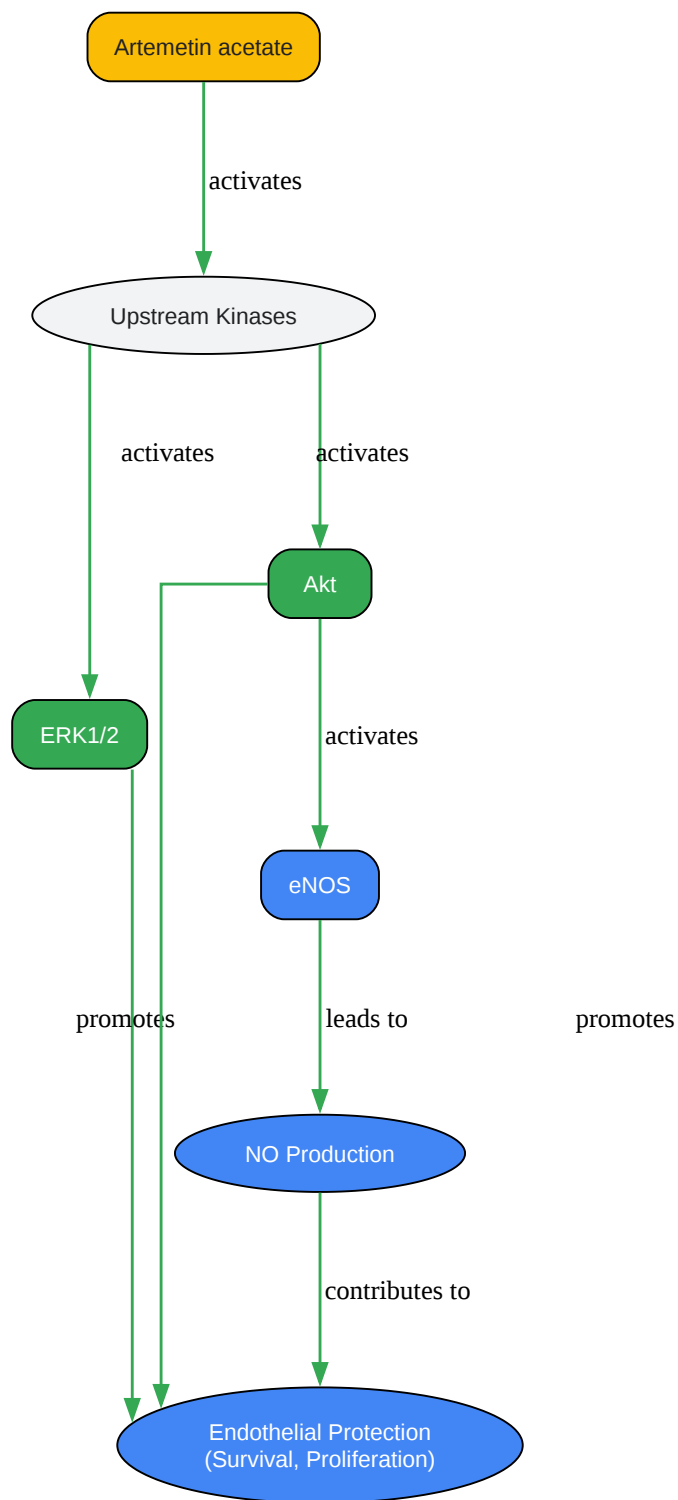 Artemetin acetate
activates
Upstream Kinases
activates
activates
Akt
ERK1/2
activates
eNOS
promotes
leads to
promotes
NO Production
contributes to
Endothelial Protection
(Survival, Proliferation)